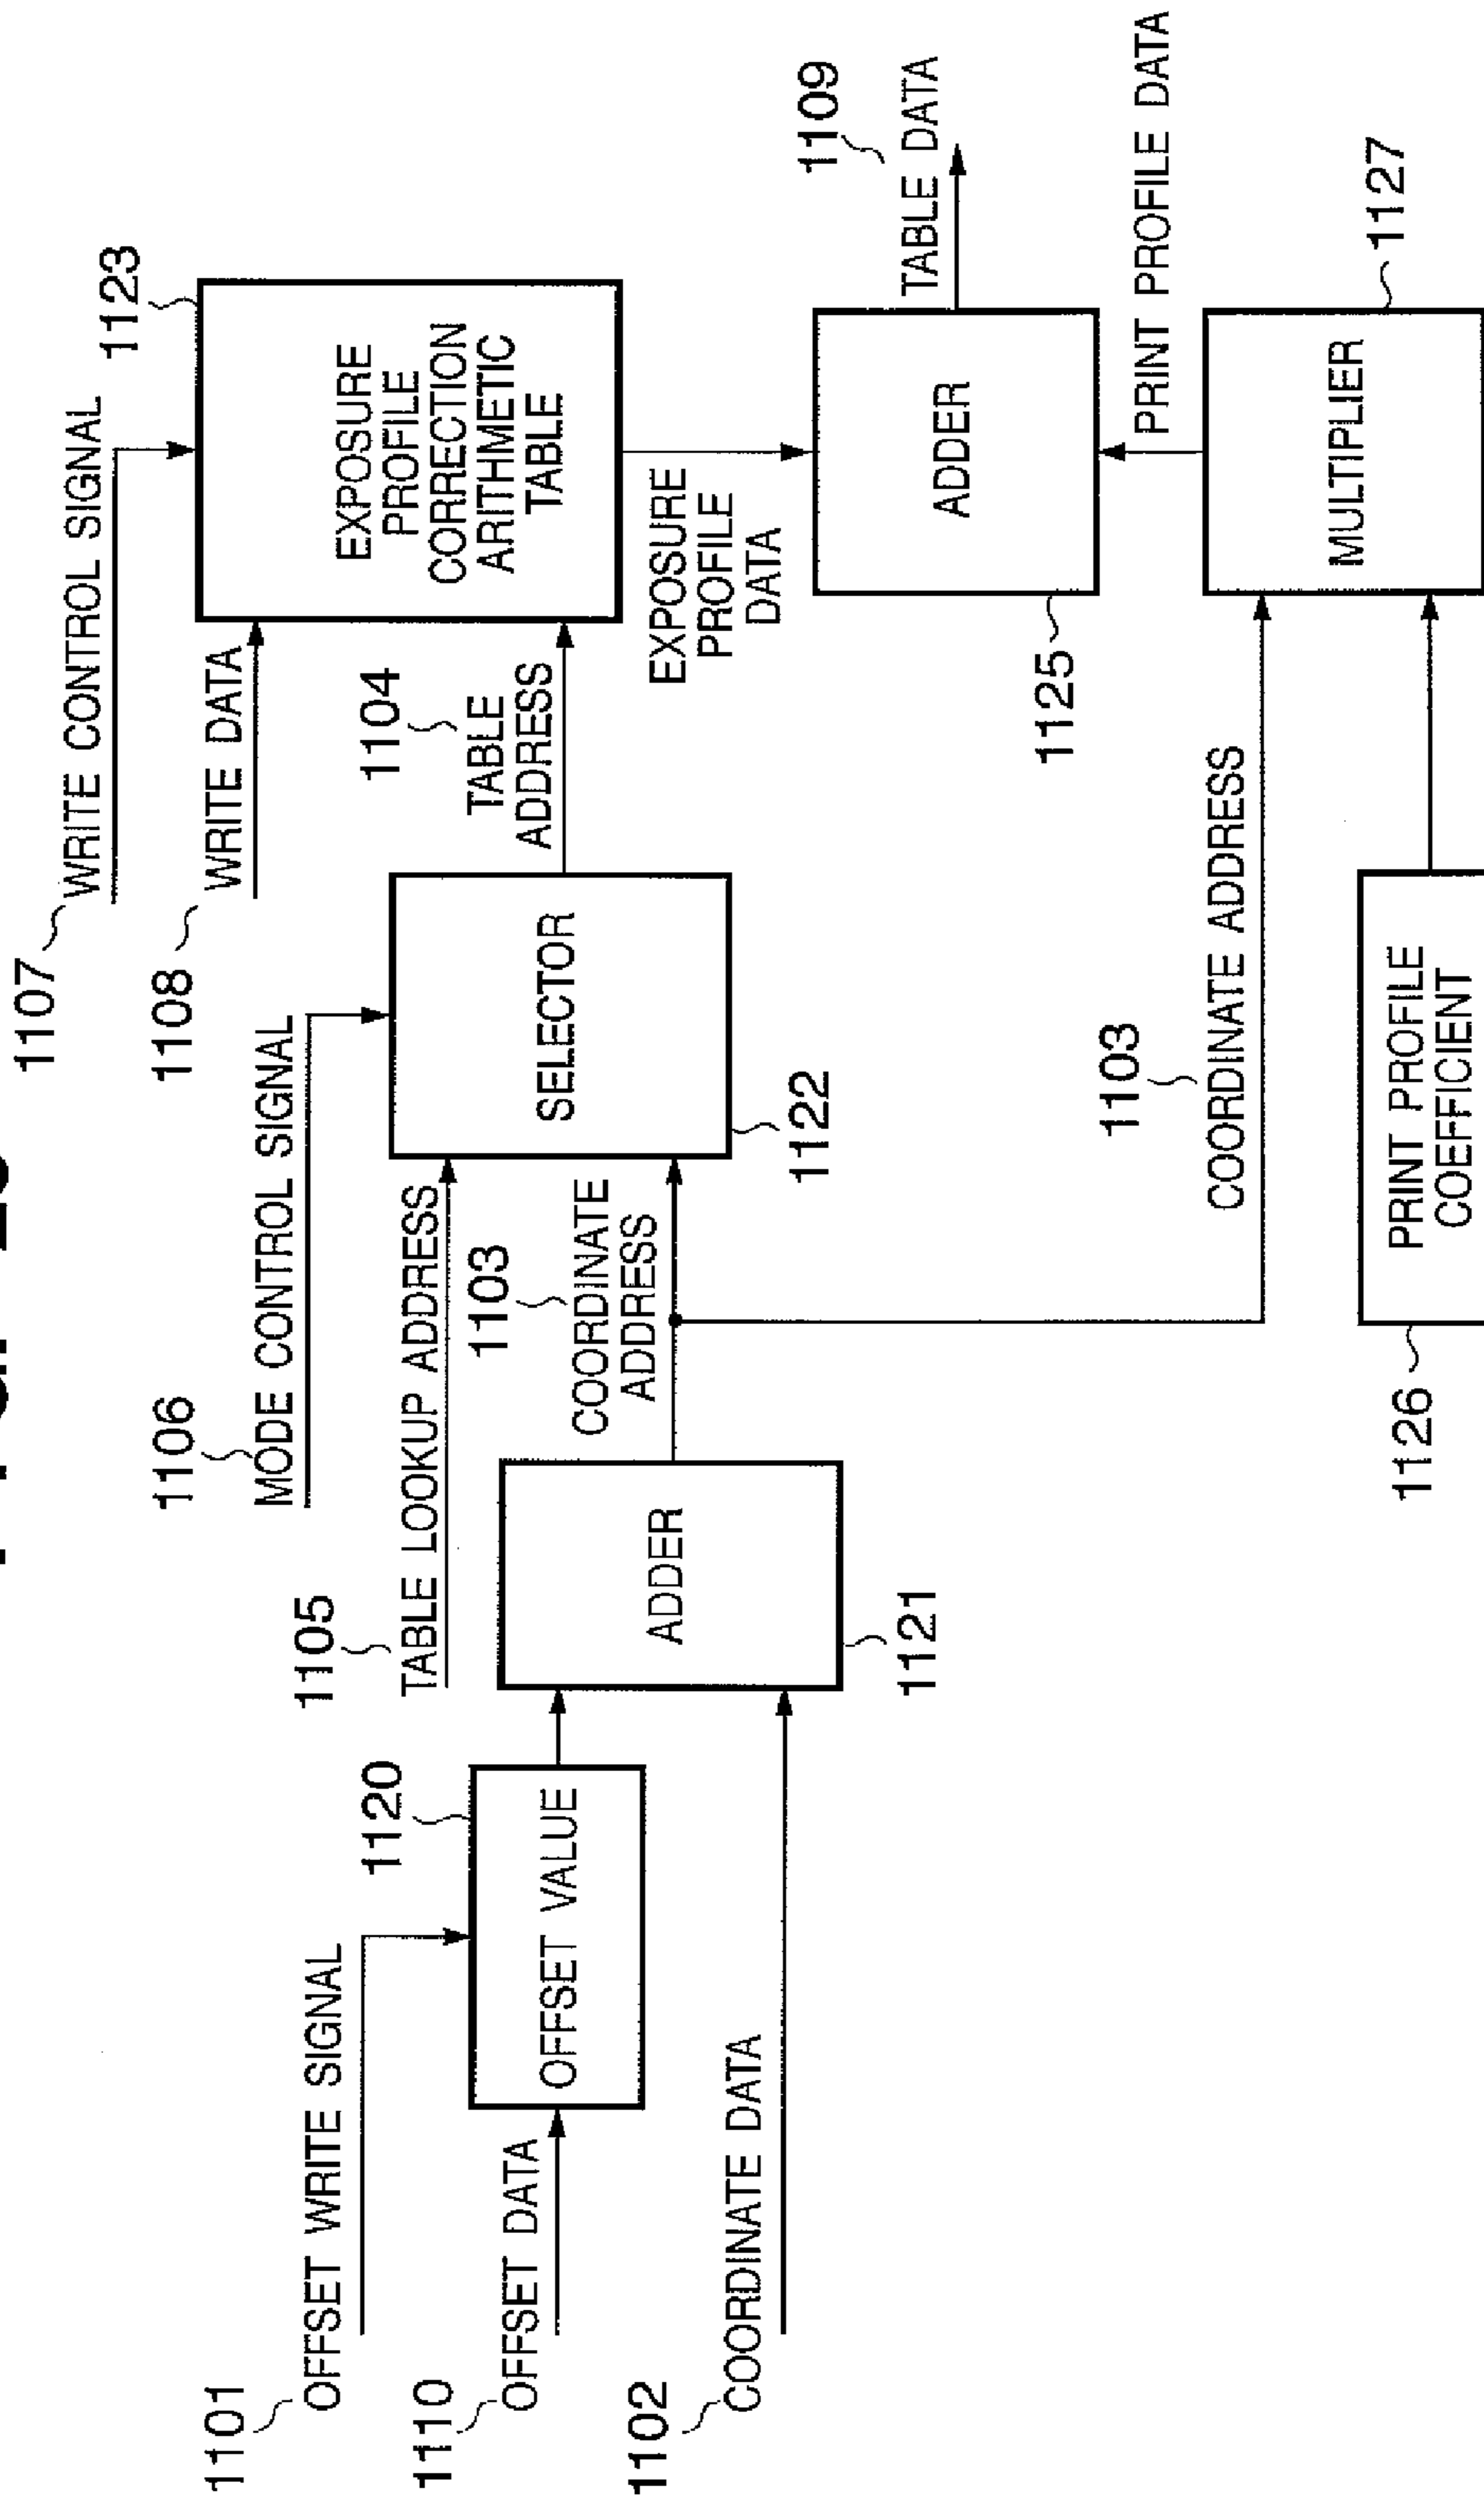 1107
WRITE CONTROL SIGNAL
1123
1108
WRITE DATA
1106
MODE CONTROL SIGNAL
EXPOSURE
PROFILE
CORRECTION
ARITHMETIC
TABLE
1101
OFFSET WRITE SIGNAL
1105
TABLE LOOKUP ADDRESS
1104
TABLE
ADDRESS
SELECTOR
1120
1103
COORDINATE
ADDRESS
1110
OFFSET DATA
OFFSET VALUE
ADDER
1122
EXPOSURE
PROFILE
DATA
1109
TABLE DATA
1102
COORDINATE DATA
1121
ADDER
1125
1103
COORDINATE ADDRESS
PRINT PROFILE DATA
MULTIPLIER
1127
1126
PRINT PROFILE
COEFFICIENT